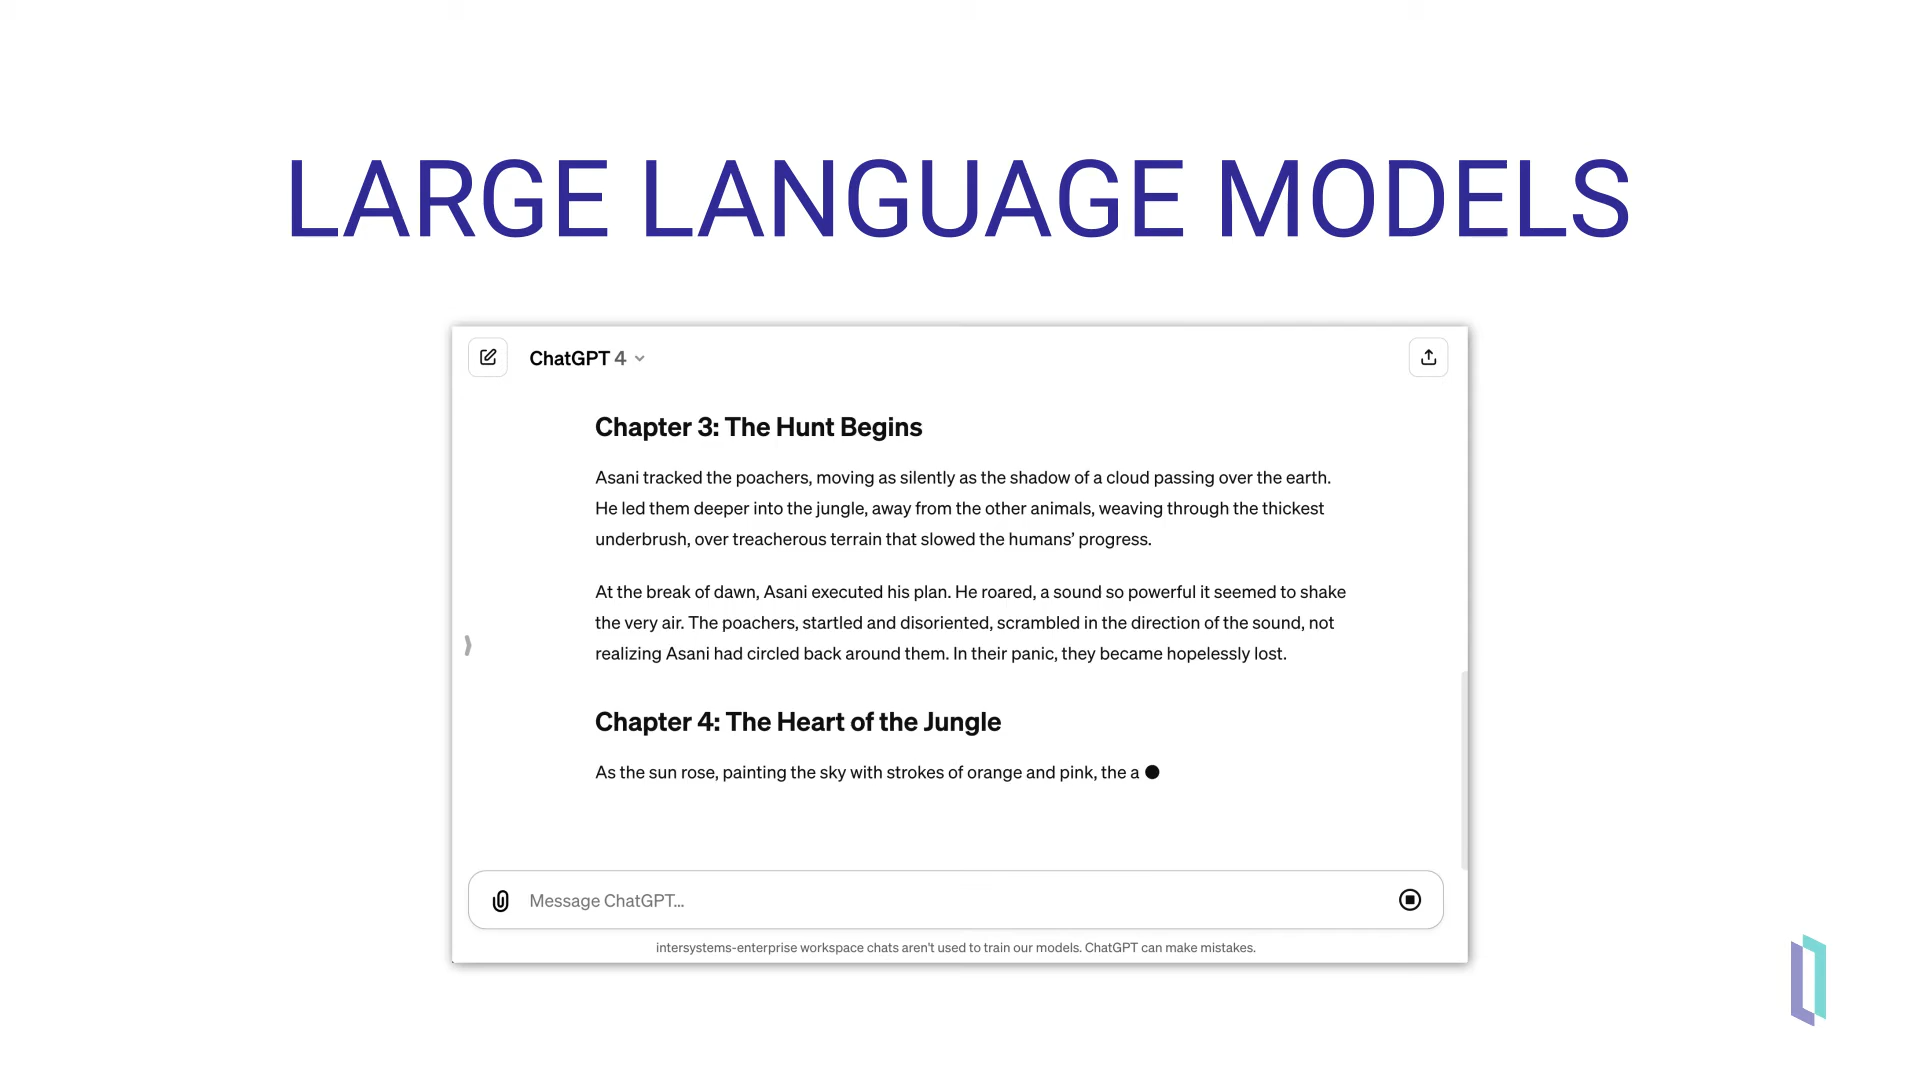 LARGE LANGUAGE MODELS
ChatGPT 4
Chapter 3: The Hunt Begins
Asani tracked the poachers, moving as silently as the shadow of a cloud passing over the earth.
He led them deeper into the jungle, away from the other animals, weaving through the thickest
underbrush, over treacherous terrain that slowed the humans’ progress.
At the break of dawn, Asani executed his plan. He roared, a sound so powerful it seemed to shake
the very air. The poachers, startled and disoriented, scrambled in the direction of the sound, not
realizing Asani had circled back around them. In their panic, they became hopelessly lost.
Chapter 4: The Heart of the Jungle
As the sun rose, painting the sky with strokes of orange and pink, the a
Message ChatGPT...
intersystems-enterprise workspace chats aren't used to train our models. ChatGPT can make mistakes.